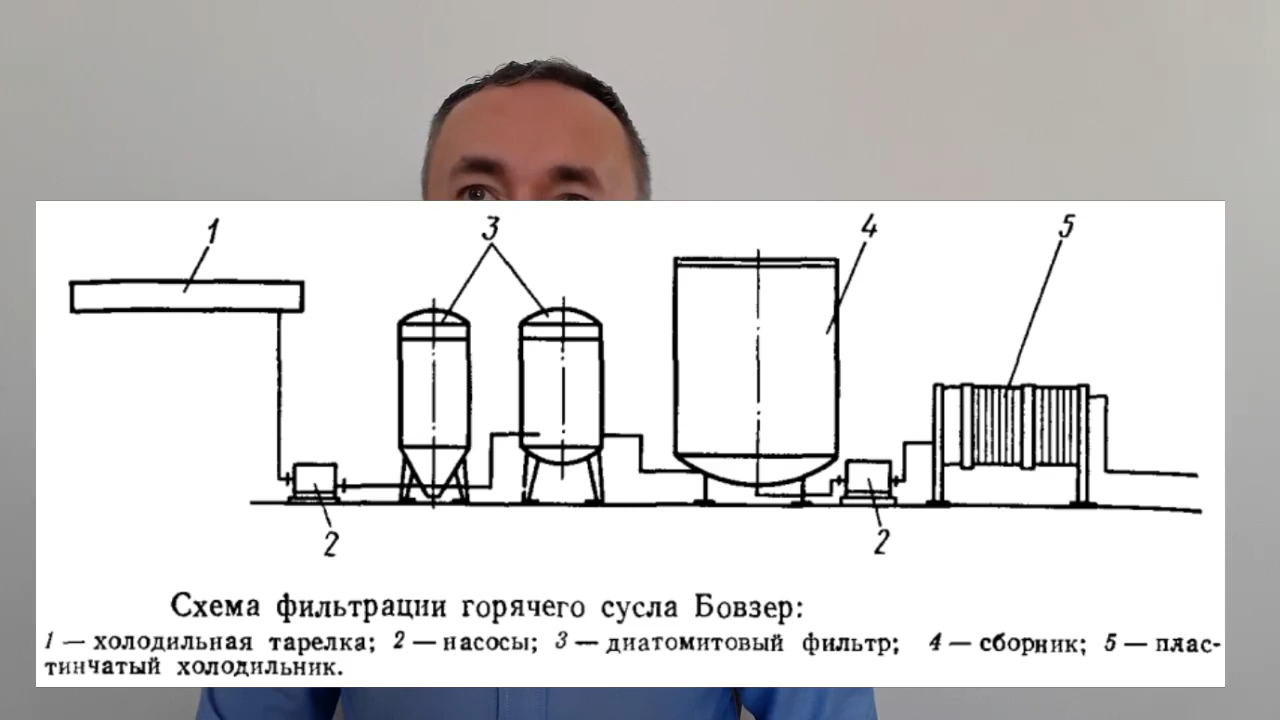 1
3
4
5
2
2
Схема фильтрации горячего сусла Бовзер:
1 — холодильная тарелка; 2 — насосы; 3 — диатомитовый фильтр; 4 — сборник; 5 — плас-
тинчатый холодильник.